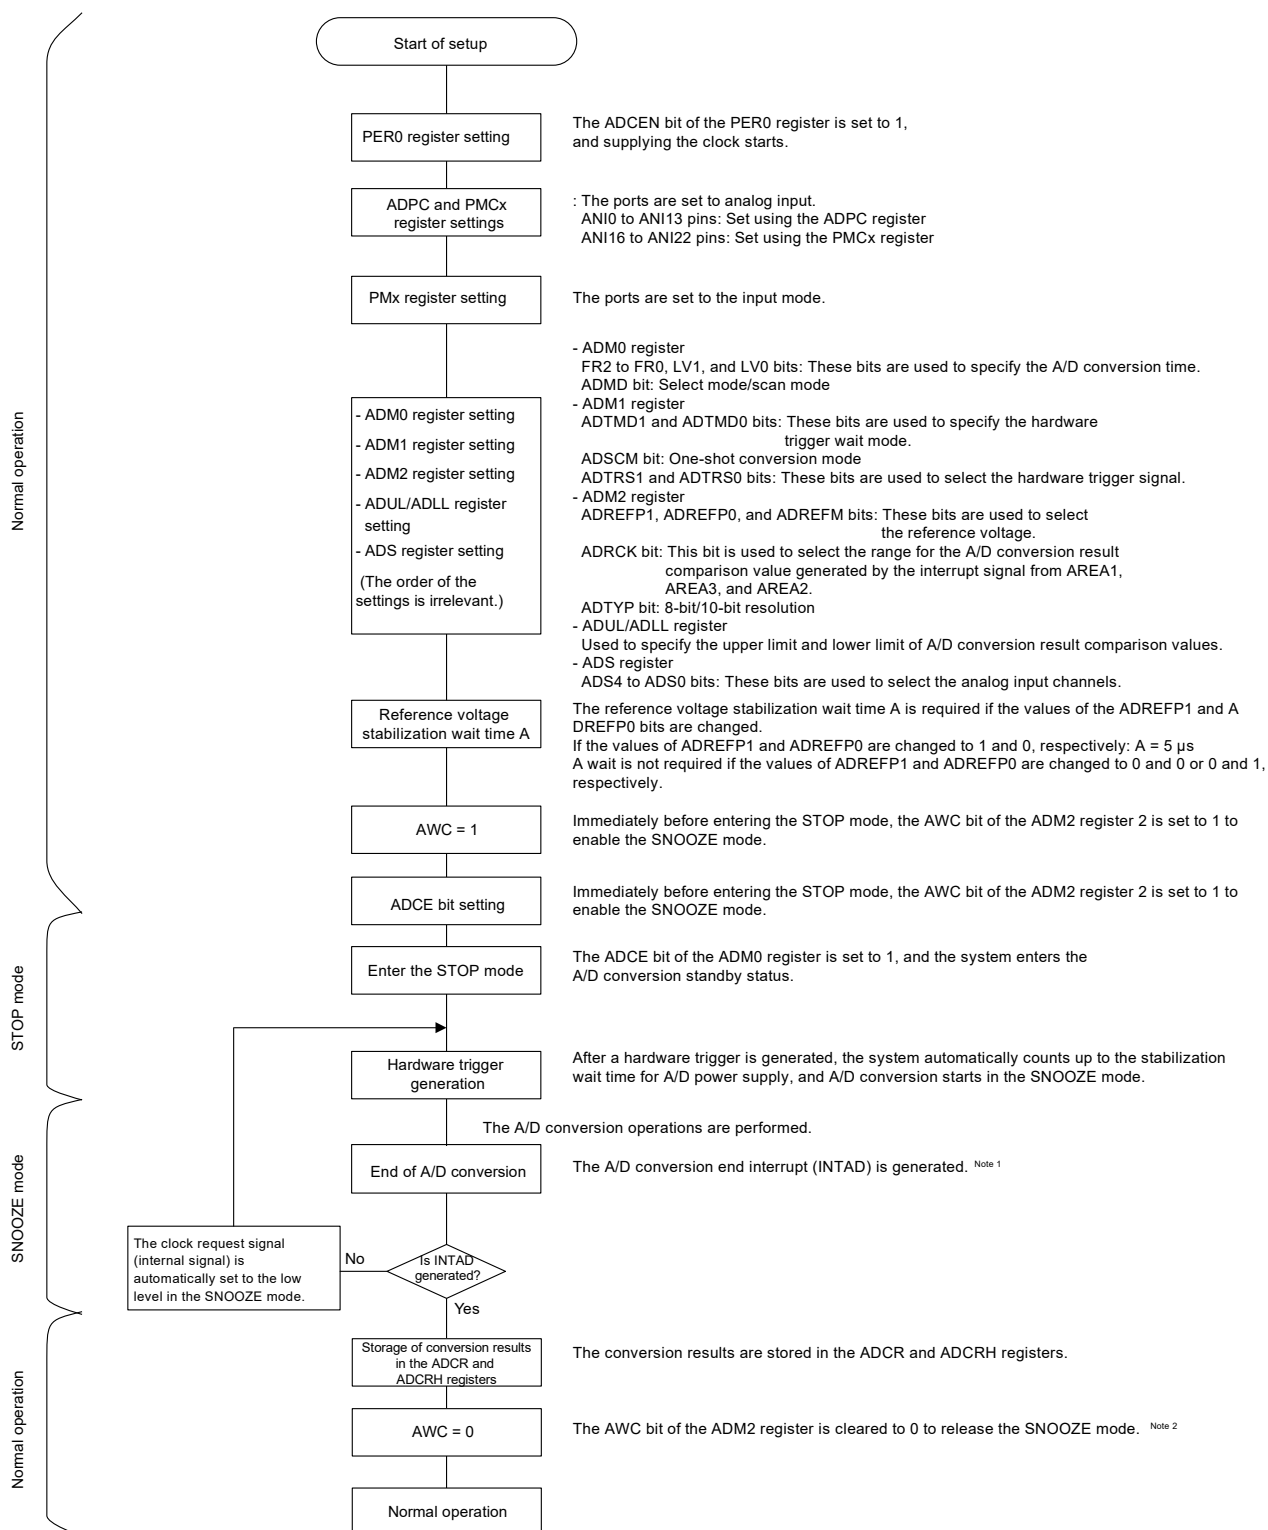 Start of setup
PER0 register setting
The ADCEN bit of the PER0 register is set to 1,
and supplying the clock starts.
ADPC and PMCx
register settings
: The ports are set to analog input.
ANI0 to ANI13 pins: Set using the ADPC register
ANI16 to ANI22 pins: Set using the PMCx register
PMx register setting
The ports are set to the input mode.
Normal operation
- ADM0 register setting
- ADM1 register setting
- ADM2 register setting
- ADUL/ADLL register
setting
- ADS register setting
(The order of the
settings is irrelevant.)
- ADM0 register
FR2 to FR0, LV1, and LV0 bits: These bits are used to specify the A/D conversion time.
ADMD bit: Select mode/scan mode
- ADM1 register
ADTMD1 and ADTMD0 bits: These bits are used to specify the hardware
trigger wait mode.
ADSCM bit: One-shot conversion mode
ADTRS1 and ADTRS0 bits: These bits are used to select the hardware trigger signal.
- ADM2 register
ADREFP1, ADREFP0, and ADREFM bits: These bits are used to select
the reference voltage.
ADRCK bit: This bit is used to select the range for the A/D conversion result
comparison value generated by the interrupt signal from AREA1,
AREA3, and AREA2.
ADTYP bit: 8-bit/10-bit resolution
- ADUL/ADLL register
Used to specify the upper limit and lower limit of A/D conversion result comparison values.
- ADS register
ADS4 to ADS0 bits: These bits are used to select the analog input channels.
Reference voltage
stabilization wait time A
The reference voltage stabilization wait time A is required if the values of the ADREFP1 and A
DREFP0 bits are changed.
If the values of ADREFP1 and ADREFP0 are changed to 1 and 0, respectively: A = 5 µs
A wait is not required if the values of ADREFP1 and ADREFP0 are changed to 0 and 0 or 0 and 1,
respectively.
AWC = 1
Immediately before entering the STOP mode, the AWC bit of the ADM2 register 2 is set to 1 to
enable the SNOOZE mode.
ADCE bit setting
Immediately before entering the STOP mode, the AWC bit of the ADM2 register 2 is set to 1 to
enable the SNOOZE mode.
STOP mode
Enter the STOP mode
The ADCE bit of the ADM0 register is set to 1, and the system enters the
A/D conversion standby status.
Hardware trigger
generation
After a hardware trigger is generated, the system automatically counts up to the stabilization
wait time for A/D power supply, and A/D conversion starts in the SNOOZE mode.
The A/D conversion operations are performed.
SNOOZE mode
End of A/D conversion
The A/D conversion end interrupt (INTAD) is generated. Note 1
The clock request signal
(internal signal) is
automatically set to the low
level in the SNOOZE mode.
No
Is INTAD
generated?
Yes
Normal operation
Storage of conversion results
in the ADCR and
ADCRH registers
The conversion results are stored in the ADCR and ADCRH registers.
AWC = 0
The AWC bit of the ADM2 register is cleared to 0 to release the SNOOZE mode. Note 2
Normal operation